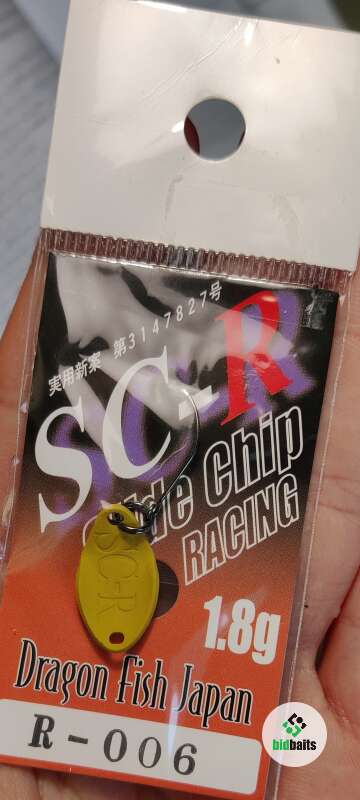 実用新案 第3147827号
SC-R
Slide Chip
RACING
SC-R
1.8g
Dragon Fish Japan
R-006
bidbaits